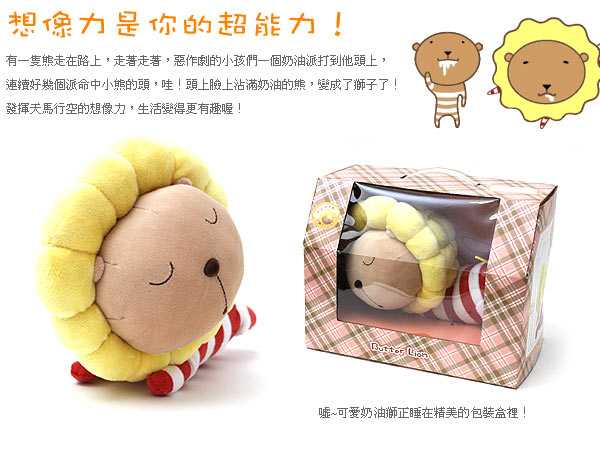 想像力是你的超能力！
有一隻熊走在路上，走著走著，惡作劇的小孩們一個奶油派打到他頭上，
連續好幾個派命中小熊的頭，哇！頭上臉上沾滿奶油的熊，變成了獅子了！
發揮天馬行空的想像力，生活變得更有趣喔！
Butter Lion
噓~可愛奶油獅正睡在精美的包裝盒裡！